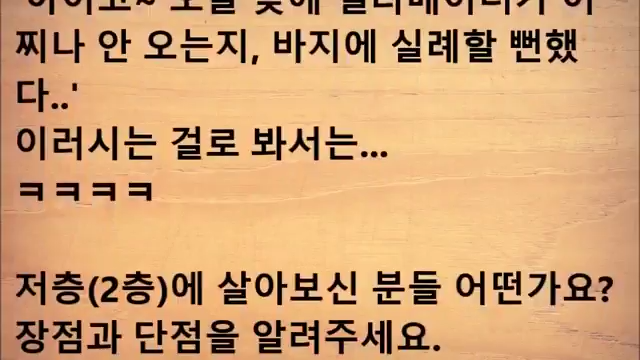 찌나 안 오는지, 바지에 실례할 뻔했
다..'
이러시는 걸로 봐서는...
ㅋㅋㅋㅋ
저층(2층)에 살아보신 분들 어떤가요?
장점과 단점을 알려주세요.